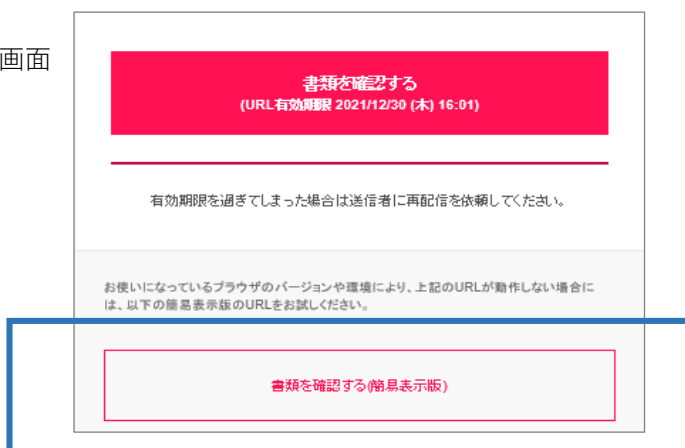 画面
書類を確認する
(URL有効期限 2021/12/30 (木) 16:01)
有効期限を過ぎてしまった場合は送信者に再配信を依頼してください。
お使いになっているブラウザのバージョンや環境により、上記のURLが動作しない場合に
は、以下の簡易表示版のURLをお試しください。
書類を確認する(簡易表示版)